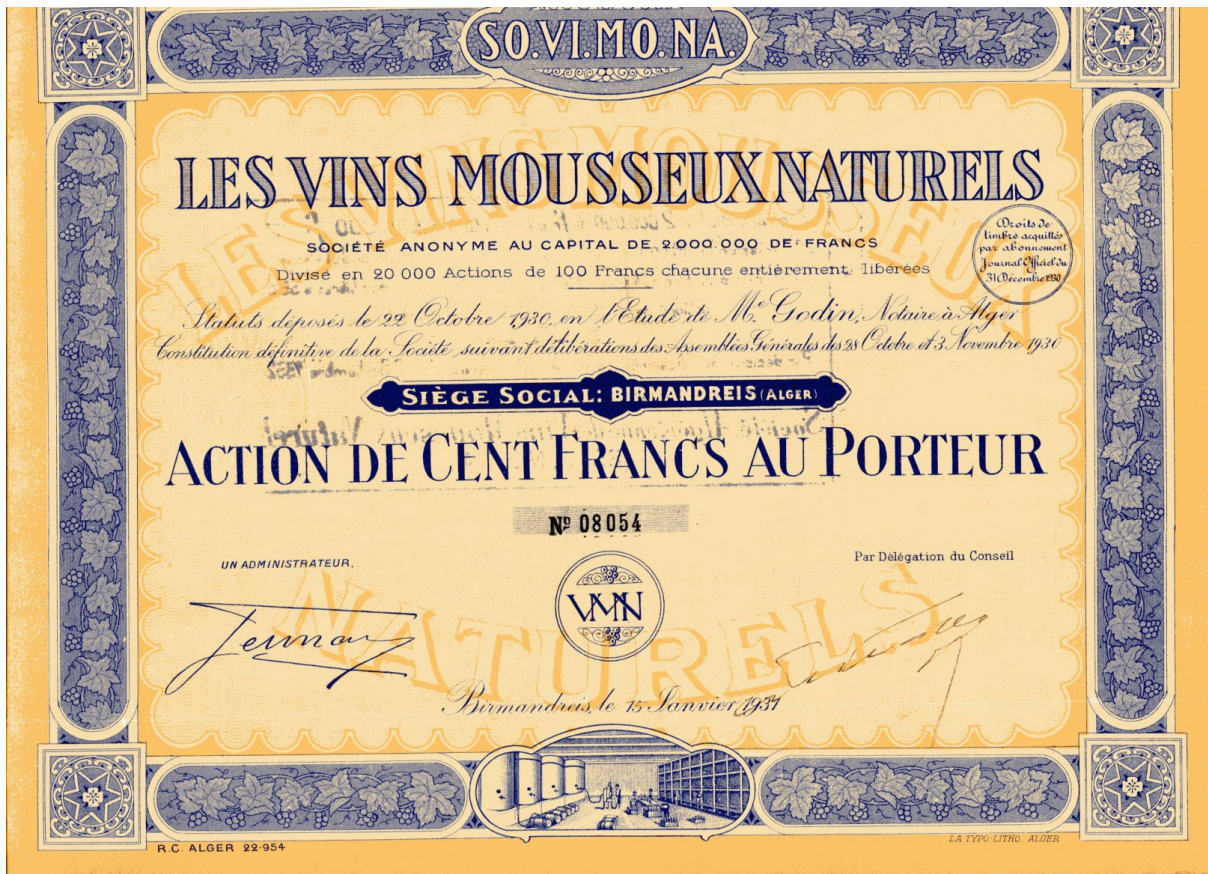 SO.VI.MO.NA.
LES VINS MOUSSEUX NATURELS
SOCIÉTÉ ANONYME AU CAPITAL DE 2.000.000 DE FRANCS
Divisé en 20 000 Actions de 100 Francs chacune entièrement libérées
Droits de
timbre acquittés
par abonnement
Journal Officiel du
31 Décembre 1930
Statuts déposés le 22 Octobre 1930, en l'Etude de Me Godin, Notaire à Alger
Constitution définitive de la Société suivant délibérations des Assemblées Générales des 28 Octobre et 3 Novembre 1930
SIÈGE SOCIAL: BIRMANDREIS (ALGER)
ACTION DE CENT FRANCS AU PORTEUR
No 08054
UN ADMINISTRATEUR,
Par Délégation du Conseil
VMN
LES VINS MOUSSEUX
NATURELS
Birmandreis, le 15 Janvier 1931
R.C. ALGER 22-954
LA TYPO-LITHO. ALGER